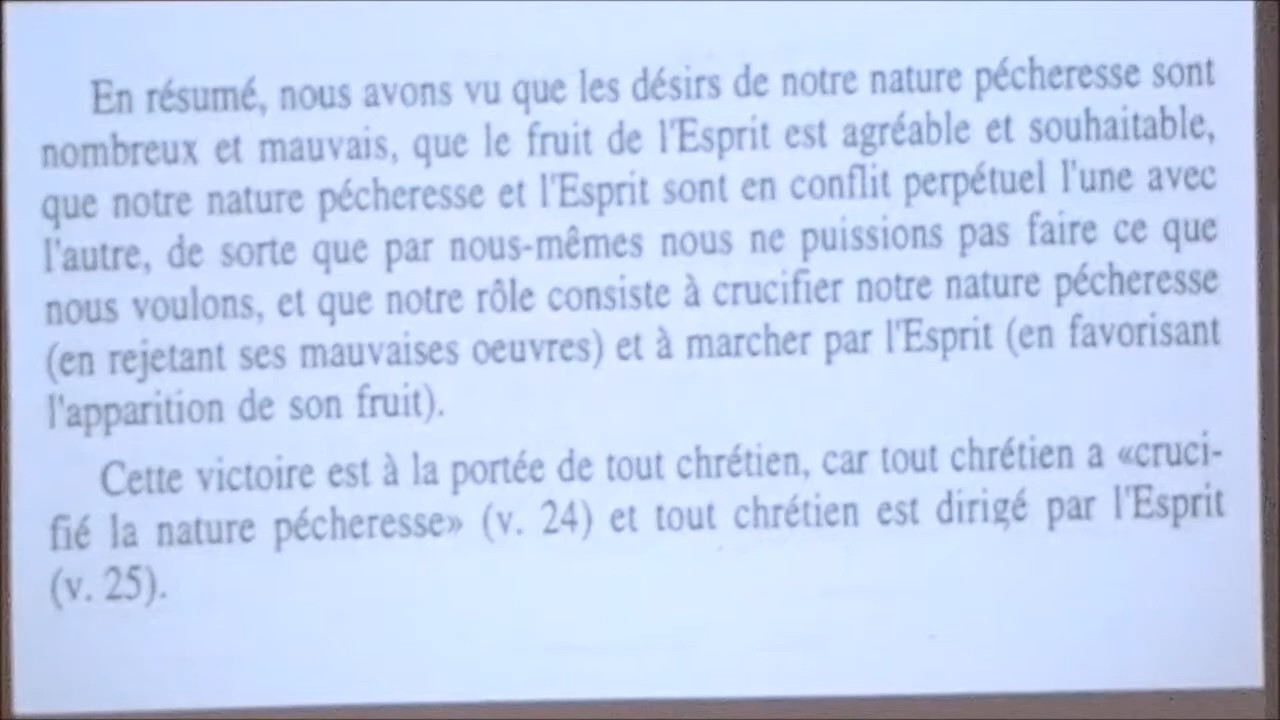 En résumé, nous avons vu que les désirs de notre nature pécheresse sont
nombreux et mauvais, que le fruit de l'Esprit est agréable et souhaitable,
que notre nature pécheresse et l'Esprit sont en conflit perpétuel l'une avec
l'autre, de sorte que par nous-mêmes nous ne puissions pas faire ce que
nous voulons, et que notre rôle consiste à crucifier notre nature pécheresse
(en rejetant ses mauvaises oeuvres) et à marcher par l'Esprit (en favorisant
l'apparition de son fruit).
Cette victoire est à la portée de tout chrétien, car tout chrétien a «cruci-
fié la nature pécheresse» (v. 24) et tout chrétien est dirigé par l'Esprit
(v. 25).